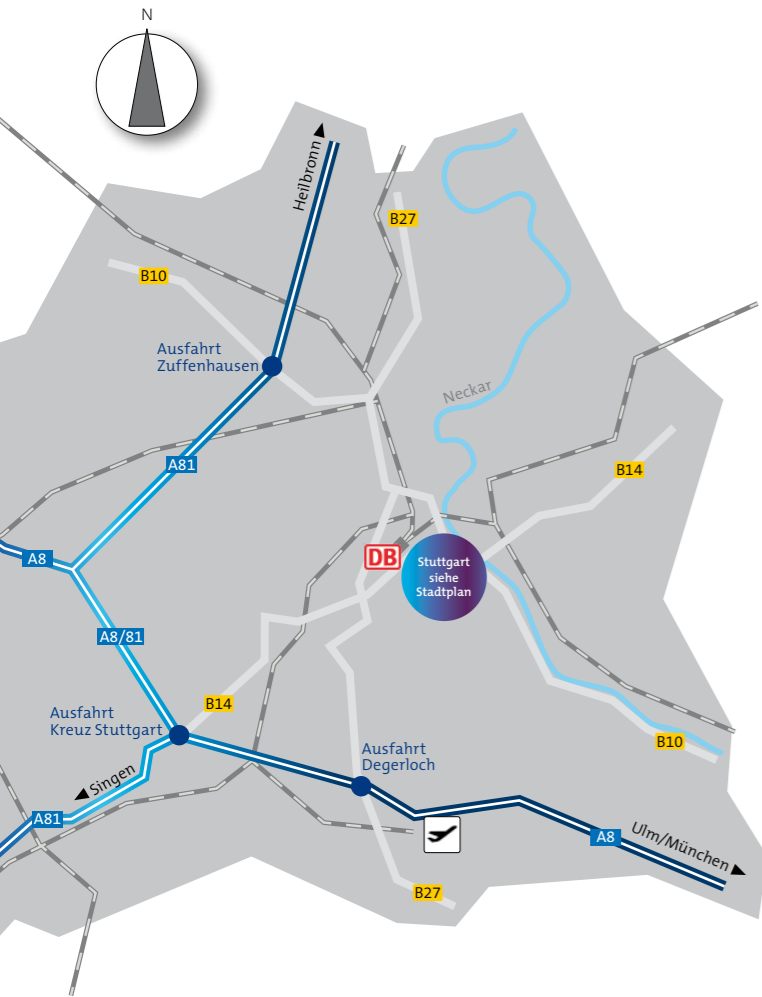 N
Heilbronn
B27
B10
Ausfahrt
Zuffenhausen
Neckar
A81
B14
A8
DB
Stuttgart
siehe
Stadtplan
A8/81
B14
Ausfahrt
Kreuz Stuttgart
B10
Ausfahrt
Degerloch
Singen
A81
A8
Ulm/München
B27